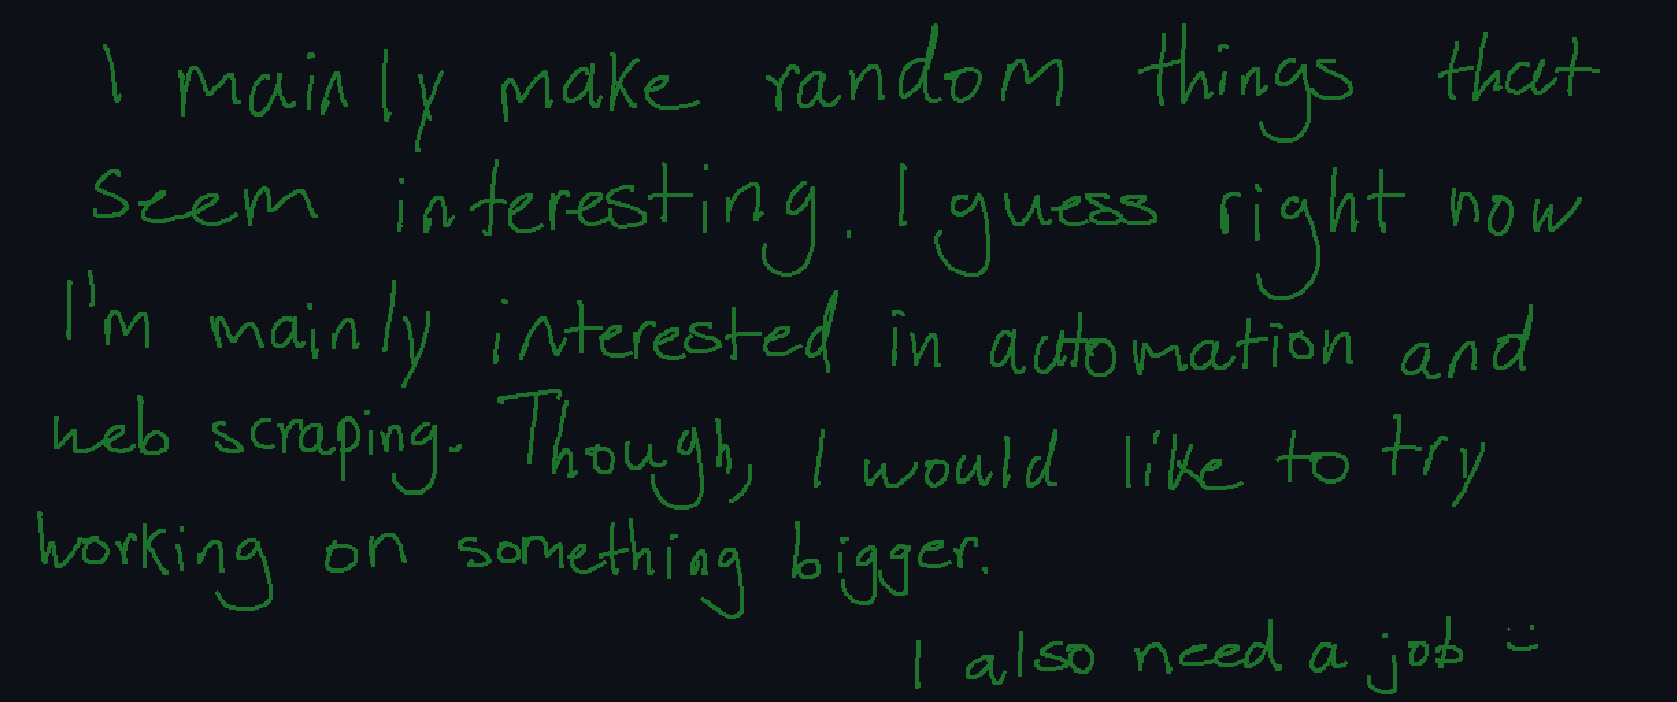 I mainly make random things that
seem interesting. I guess right now
I'm mainly interested in automation and
web scraping. Though, I would like to try
working on something bigger.
I also need a job :)